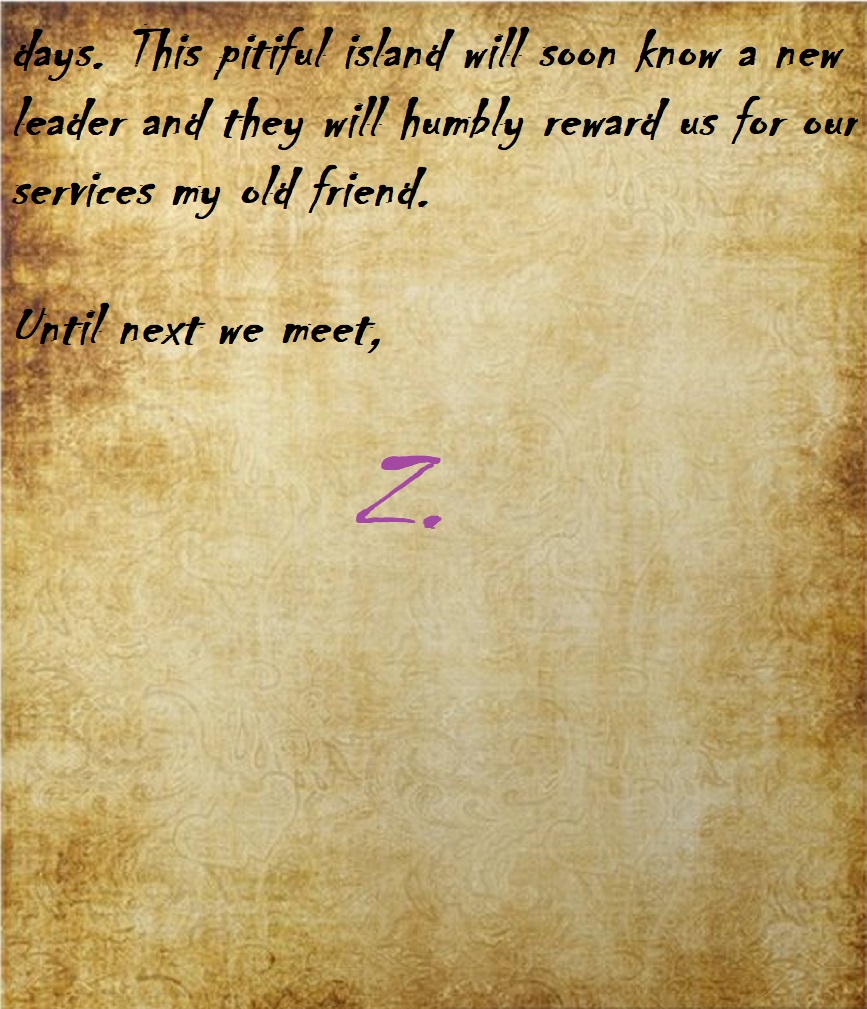 days. This pitiful island will soon know a new
leader and they will humbly reward us for our
services my old friend.
Until next we meet,
Z.